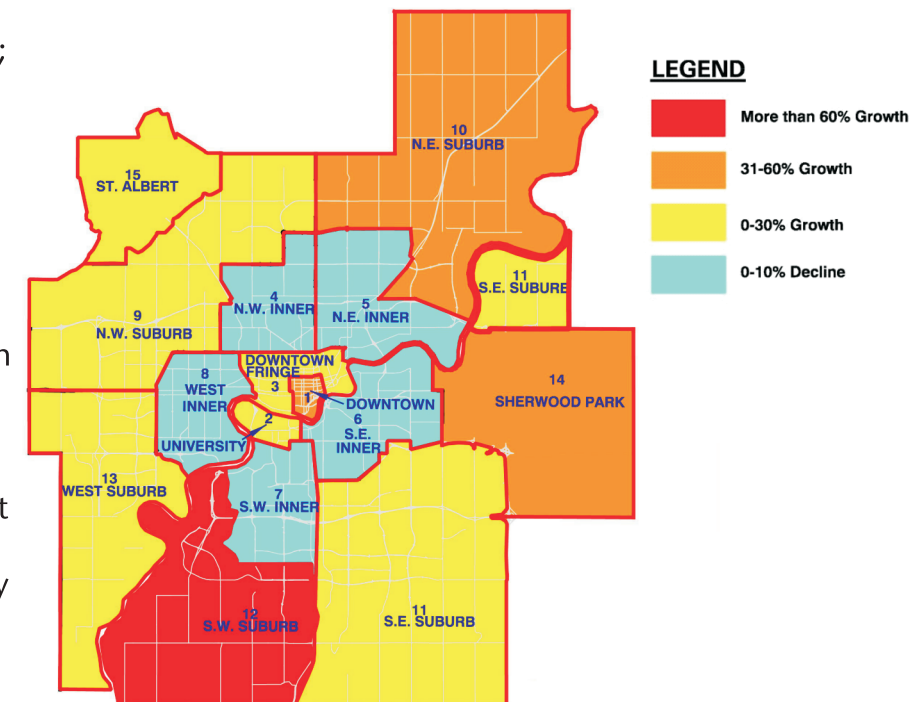 ;
n
t
y
LEGEND
More than 60% Growth
31-60% Growth
0-30% Growth
0-10% Decline
10
N.E. SUBURB
15
ST. ALBERT
11
S.E. SUBURB
4
N.W. INNER
5
N.E. INNER
9
N.W. SUBURB
DOWNTOWN
FRINGE
3
8
WEST
INNER
1
DOWNTOWN
14
SHERWOOD PARK
2
UNIVERSITY
6
S.E.
INNER
13
WEST SUBURB
7
S.W. INNER
12
S.W. SUBURB
11
S.E. SUBURB